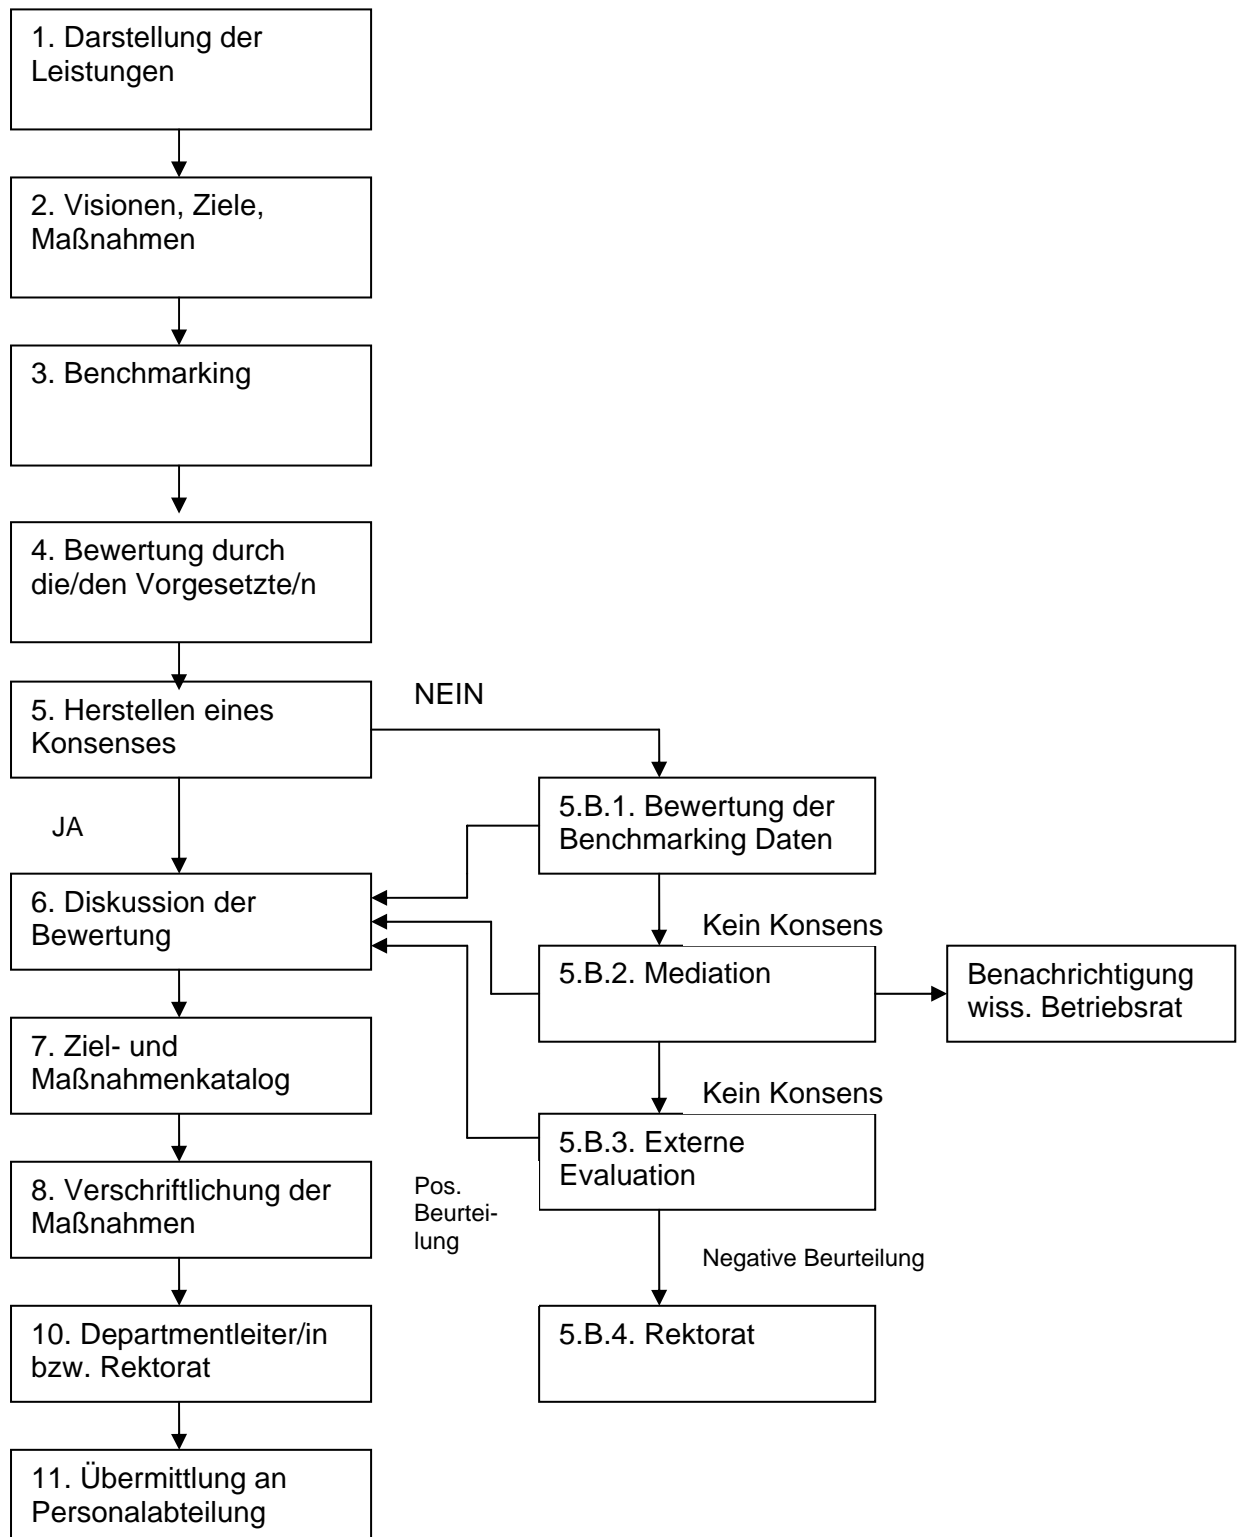 1. Darstellung der
Leistungen
2. Visionen, Ziele,
Maßnahmen
3. Benchmarking
4. Bewertung durch
die/den Vorgesetzte/n
5. Herstellen eines
Konsenses
NEIN
JA
5.B.1. Bewertung der
Benchmarking Daten
6. Diskussion der
Bewertung
Kein Konsens
5.B.2. Mediation
Benachrichtigung
wiss. Betriebsrat
7. Ziel- und
Maßnahmenkatalog
Kein Konsens
5.B.3. Externe
Evaluation
8. Verschriftlichung der
Maßnahmen
Pos.
Beurtei-
lung
Negative Beurteilung
10. Departmentleiter/in
bzw. Rektorat
5.B.4. Rektorat
11. Übermittlung an
Personalabteilung